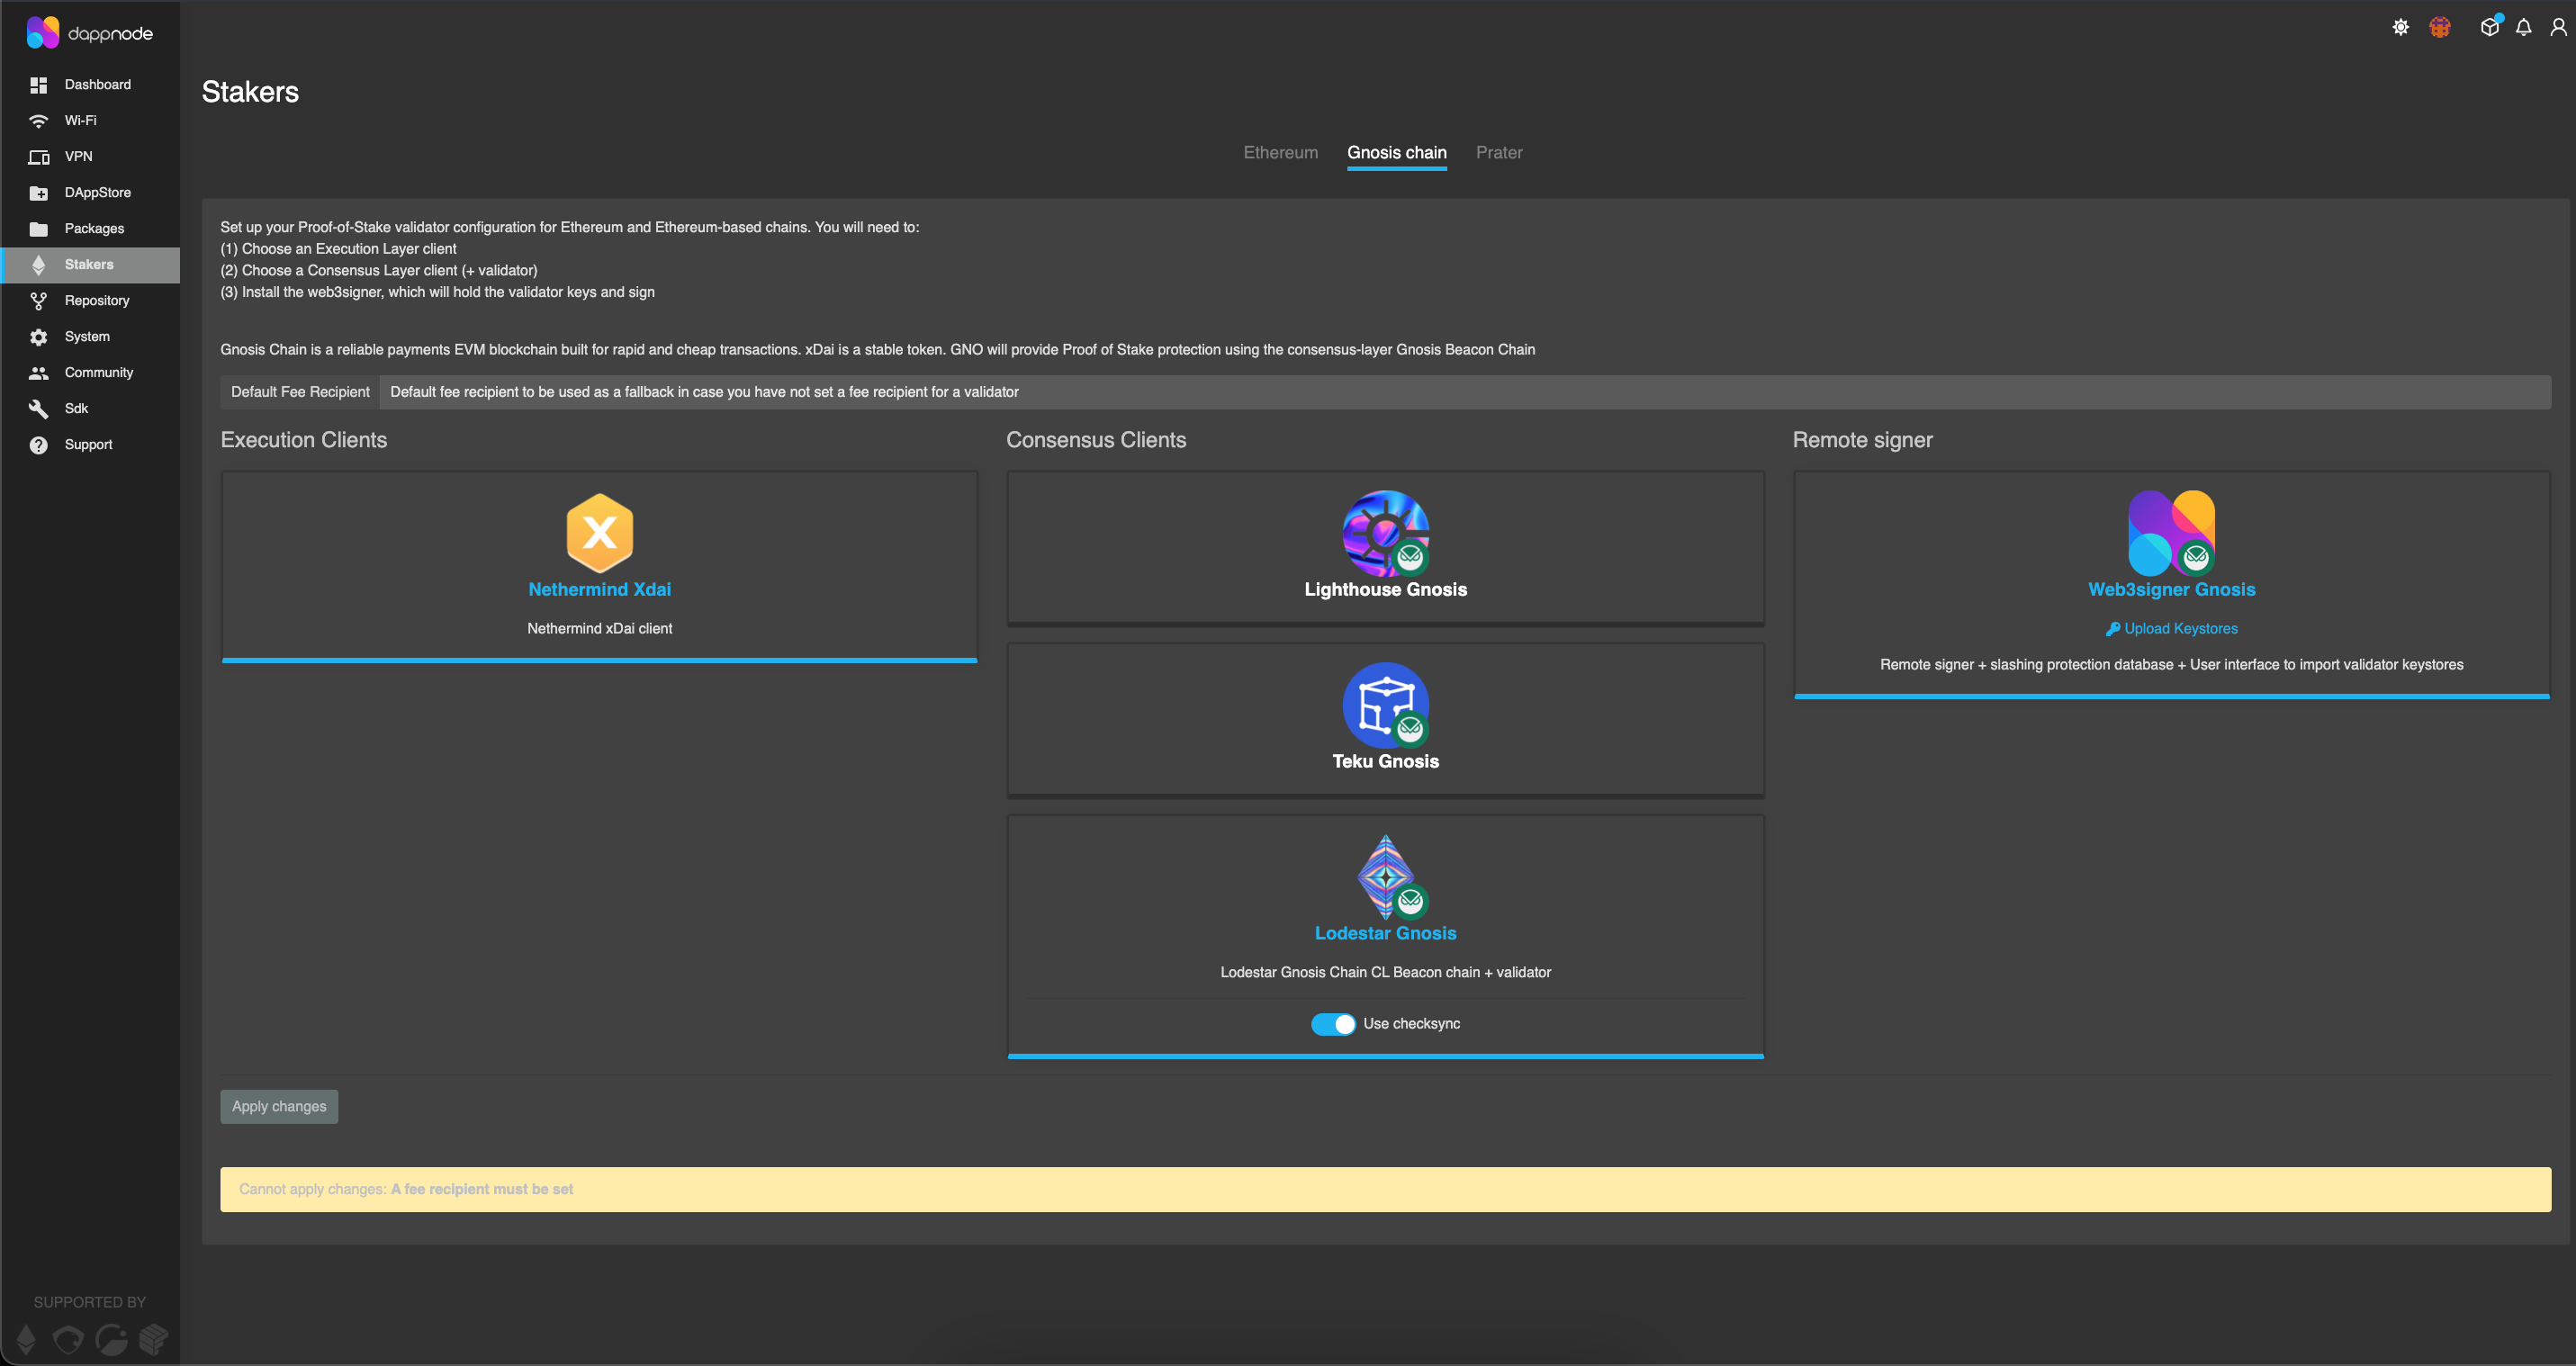 dappnode
Dashboard
Wi-Fi
VPN
DAppStore
Packages
Stakers
Repository
System
Community
Sdk
Support
SUPPORTED BY
Stakers
Ethereum
Gnosis chain
Prater
Set up your Proof-of-Stake validator configuration for Ethereum and Ethereum-based chains. You will need to:
(1) Choose an Execution Layer client
(2) Choose a Consensus Layer client (+ validator)
(3) Install the web3signer, which will hold the validator keys and sign
Gnosis Chain is a reliable payments EVM blockchain built for rapid and cheap transactions. xDai is a stable token. GNO will provide Proof of Stake protection using the consensus-layer Gnosis Beacon Chain
Default Fee Recipient
Default fee recipient to be used as a fallback in case you have not set a fee recipient for a validator
Execution Clients
X
Nethermind Xdai
Nethermind xDai client
Consensus Clients
Lighthouse Gnosis
Teku Gnosis
Lodestar Gnosis
Lodestar Gnosis Chain CL Beacon chain + validator
Use checksync
Remote signer
Web3signer Gnosis
Upload Keystores
Remote signer + slashing protection database + User interface to import validator keystores
Apply changes
Cannot apply changes: A fee recipient must be set